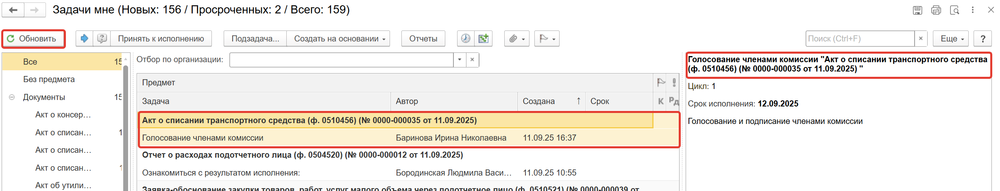 Задачи мне (Новых: 156 / Просроченных: 2 / Всего: 159)
Обновить
Принять к исполнению
Подзадача...
Создать на основании
Отчеты
Поиск (Ctrl+F)
×
Еще
?
Все 15
Без предмета
Документы 15
Акт о консер...
Акт о списан... 1
Акт о списан...
Акт о списан... 1
Акт об утили...
Отбор по организации:
×
Предмет
Задача Автор Создана ↑ Срок К Рд
Акт о списании транспортного средства (ф. 0510456) (№ 0000-000035 от 11.09.2025)
Голосование членами комиссии Баринова Ирина Николаевна 11.09.25 16:37
Отчет о расходах подотчетного лица (ф. 0504520) (№ 0000-000012 от 11.09.2025)
Ознакомиться с результатом исполнения: Бородинская Людмила Васи... 11.09.25 10:55
Заявка-обоснование закупки товаров, работ, услуг малого объема через подотчетное лицо (ф. 0510521) (№ 0000-000039 от
Голосование членами комиссии "Акт о списании транспортного средства
(ф. 0510456) (№ 0000-000035 от 11.09.2025) "
Цикл: 1
Срок исполнения: 12.09.2025
Голосование и подписание членами комиссии